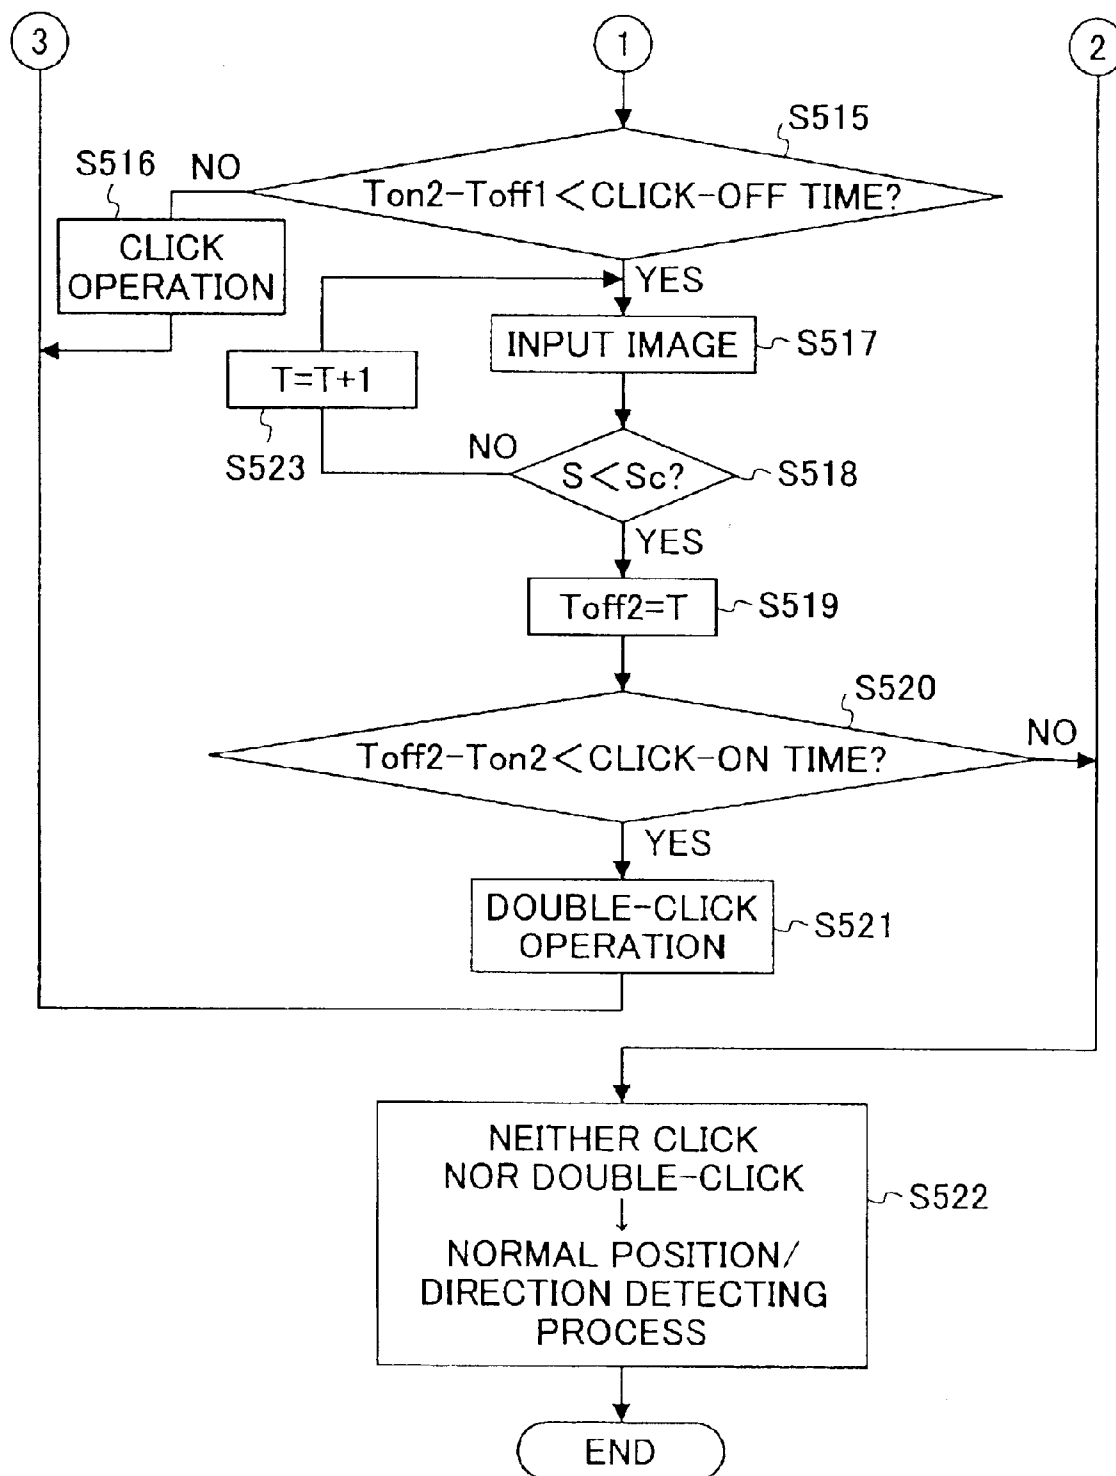 3
1
2
S515
S516
NO
Ton2-Toff1<CLICK-OFF TIME?
CLICK
OPERATION
YES
INPUT IMAGE
S517
T=T+1
S523
NO
S<Sc?
S518
YES
Toff2=T
S519
S520
Toff2-Ton2<CLICK-ON TIME?
NO
YES
DOUBLE-CLICK
OPERATION
S521
NEITHER CLICK
NOR DOUBLE-CLICK
↓
NORMAL POSITION/
DIRECTION DETECTING
PROCESS
S522
END